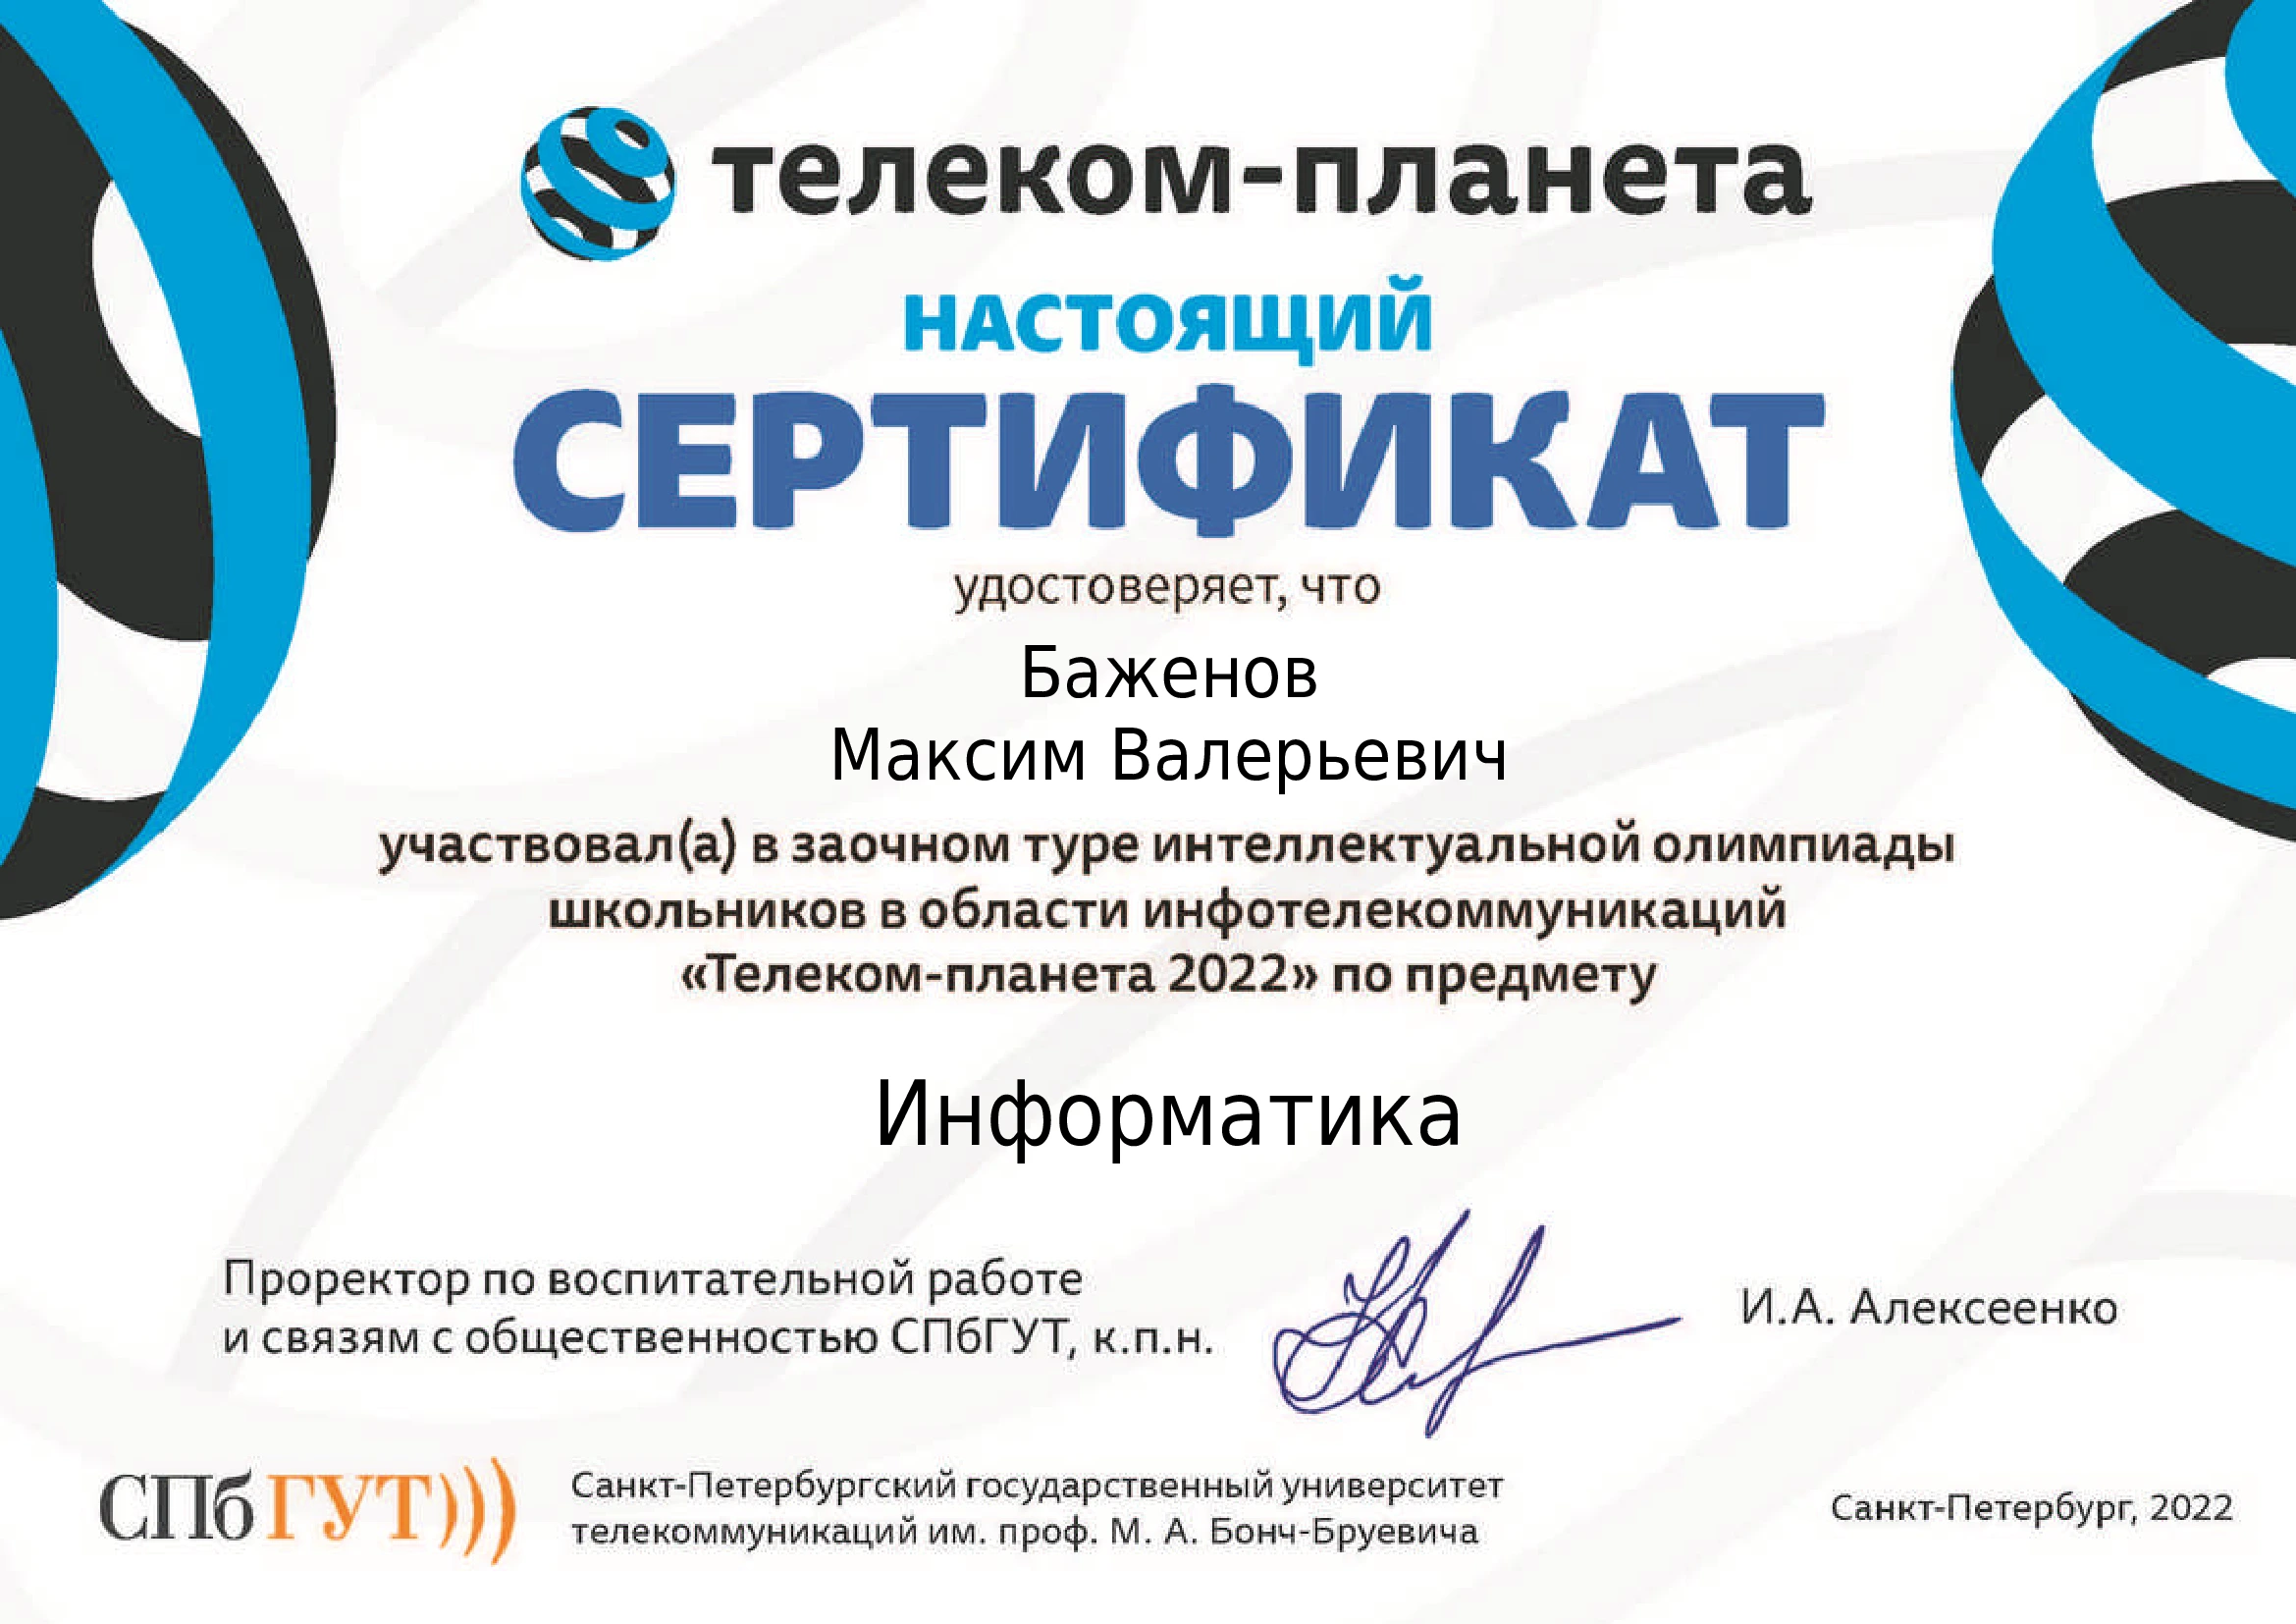 телеком-планета
НАСТОЯЩИЙ
СЕРТИФИКАТ
удостоверяет, что
Баженов
Максим Валерьевич
участвовал(а) в заочном туре интеллектуальной олимпиады
школьников в области инфотелекоммуникаций
«Телеком-планета 2022» по предмету
Информатика
Проректор по воспитательной работе
и связям с общественностью СПбГУТ, к.п.н.
И.А. Алексеенко
СПбГУТ)))
Санкт-Петербургский государственный университет
телекоммуникаций им. проф. М. А. Бонч-Бруевича
Санкт-Петербург, 2022